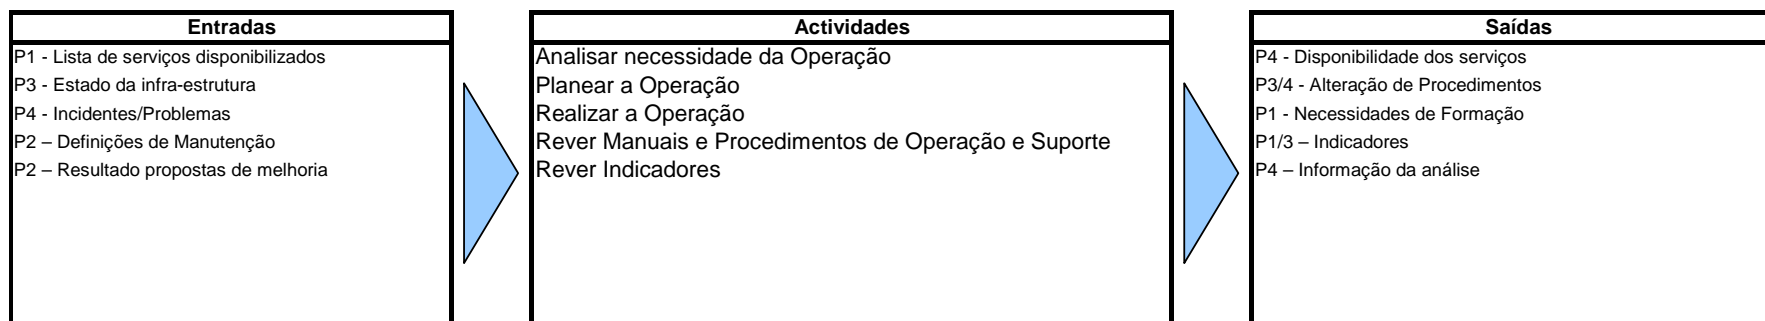 Entradas
P1 - Lista de serviços disponibilizados
P3 - Estado da infra-estrutura
P4 - Incidentes/Problemas
P2 – Definições de Manutenção
P2 – Resultado propostas de melhoria
Actividades
Analisar necessidade da Operação
Planear a Operação
Realizar a Operação
Rever Manuais e Procedimentos de Operação e Suporte
Rever Indicadores
Saídas
P4 - Disponibilidade dos serviços
P3/4 - Alteração de Procedimentos
P1 - Necessidades de Formação
P1/3 – Indicadores
P4 – Informação da análise